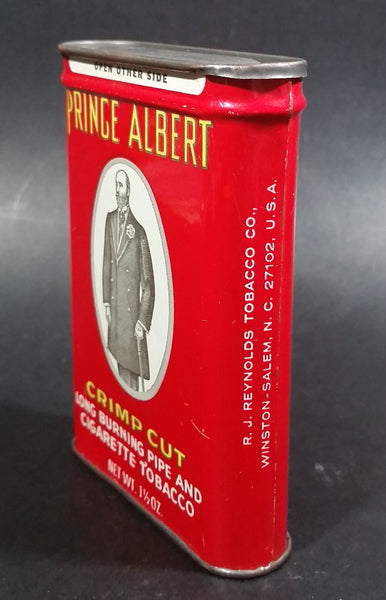 OPEN OTHER SIDE
PRINCE ALBERT
CRIMP CUT
LONG BURNING PIPE AND
CIGARETTE TOBACCO
NET WT. 1½ OZ.
R. J. REYNOLDS TOBACCO CO.,
WINSTON-SALEM, N. C. 27102, U. S. A.